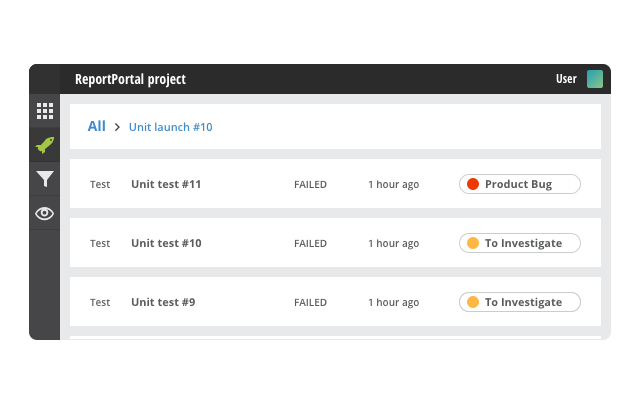 ReportPortal project User
All > Unit launch #10
Test Unit test #11 FAILED 1 hour ago Product Bug
Test Unit test #10 FAILED 1 hour ago To Investigate
Test Unit test #9 FAILED 1 hour ago To Investigate